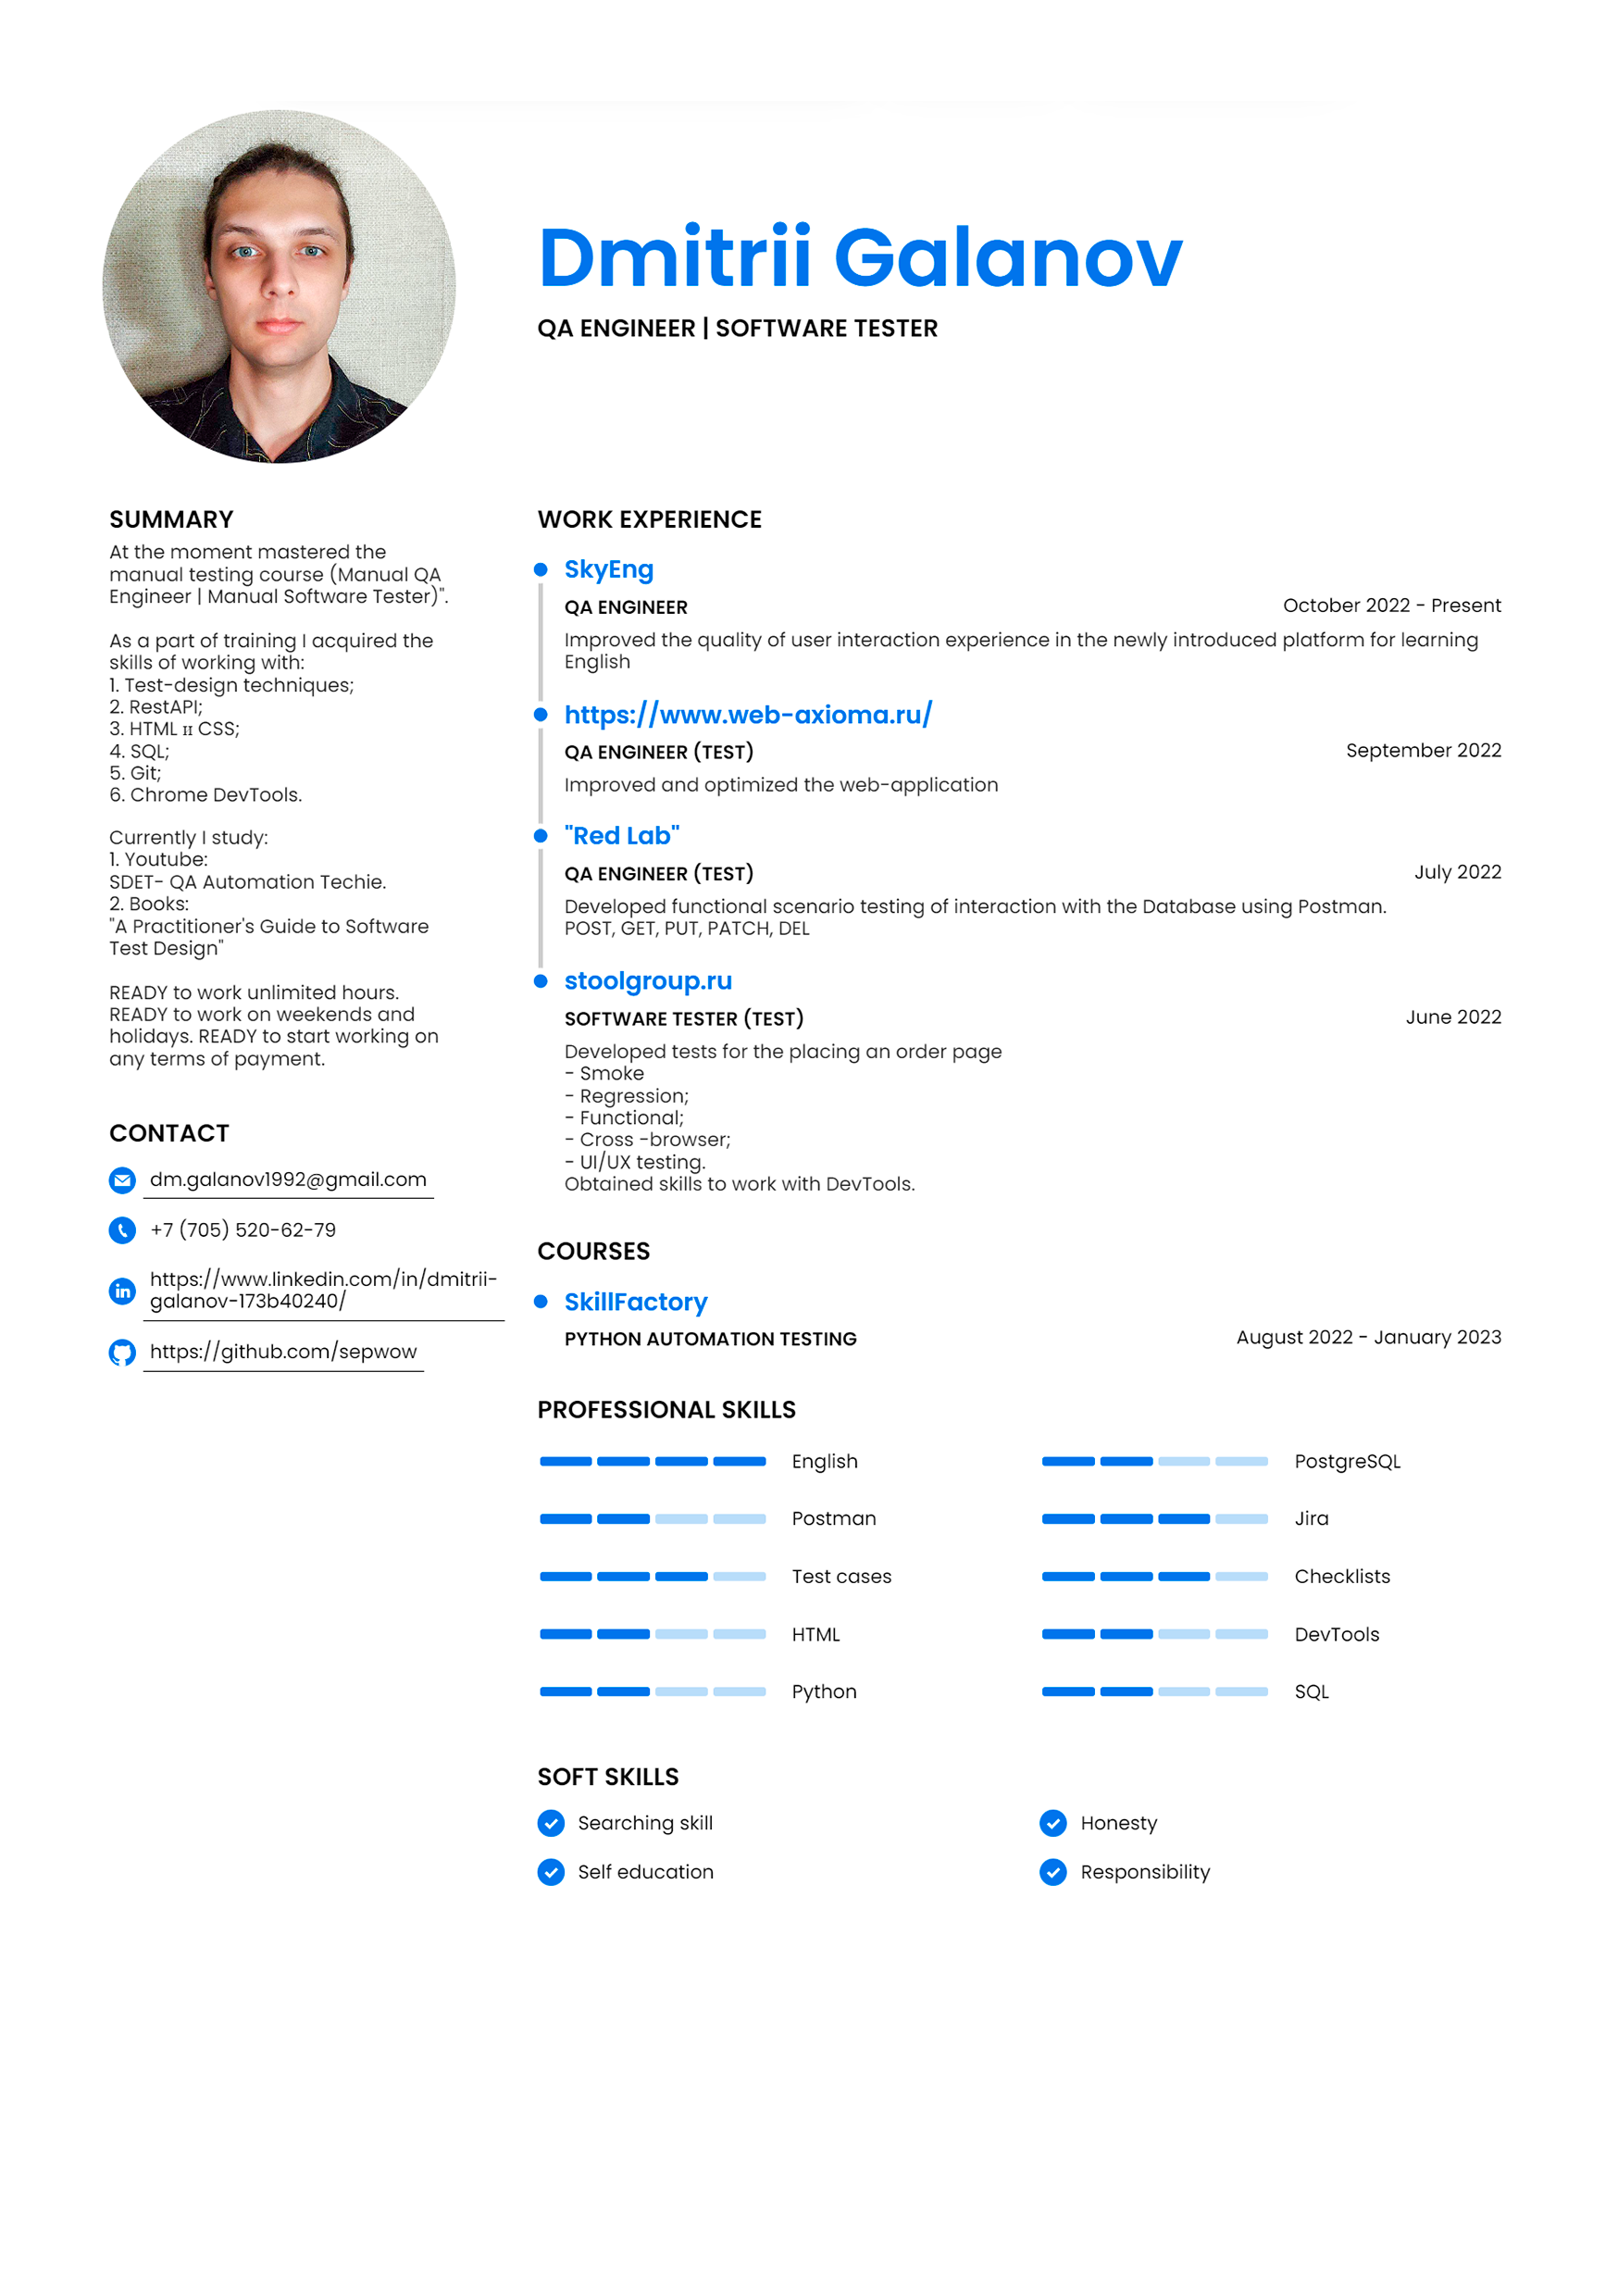 Dmitrii Galanov
QA ENGINEER | SOFTWARE TESTER
SUMMARY
At the moment mastered the
manual testing course (Manual QA
Engineer | Manual Software Tester)".
As a part of training I acquired the
skills of working with:
1. Test-design techniques;
2. RestAPI;
3. HTML и CSS;
4. SQL;
5. Git;
6. Chrome DevTools.
Currently I study:
1. Youtube:
SDET- QA Automation Techie.
2. Books:
"A Practitioner's Guide to Software
Test Design"
READY to work unlimited hours.
READY to work on weekends and
holidays. READY to start working on
any terms of payment.
CONTACT
dm.galanov1992@gmail.com
+7 (705) 520-62-79
https://www.linkedin.com/in/dmitrii-
galanov-173b40240/
https://github.com/sepwow
WORK EXPERIENCE
SkyEng
QA ENGINEER
October 2022 - Present
Improved the quality of user interaction experience in the newly introduced platform for learning
English
https://www.web-axioma.ru/
QA ENGINEER (TEST)
September 2022
Improved and optimized the web-application
"Red Lab"
QA ENGINEER (TEST)
July 2022
Developed functional scenario testing of interaction with the Database using Postman.
POST, GET, PUT, PATCH, DEL
stoolgroup.ru
SOFTWARE TESTER (TEST)
June 2022
Developed tests for the placing an order page
- Smoke
- Regression;
- Functional;
- Cross -browser;
- UI/UX testing.
Obtained skills to work with DevTools.
COURSES
SkillFactory
PYTHON AUTOMATION TESTING
August 2022 - January 2023
PROFESSIONAL SKILLS
English
PostgreSQL
Postman
Jira
Test cases
Checklists
HTML
DevTools
Python
SQL
SOFT SKILLS
Searching skill
Honesty
Self education
Responsibility